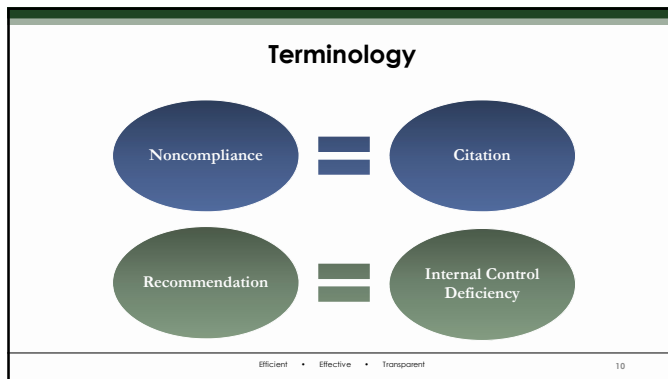 Terminology
Noncompliance
Citation
Recommendation
Internal Control
Deficiency
Efficient • Effective • Transparent
10